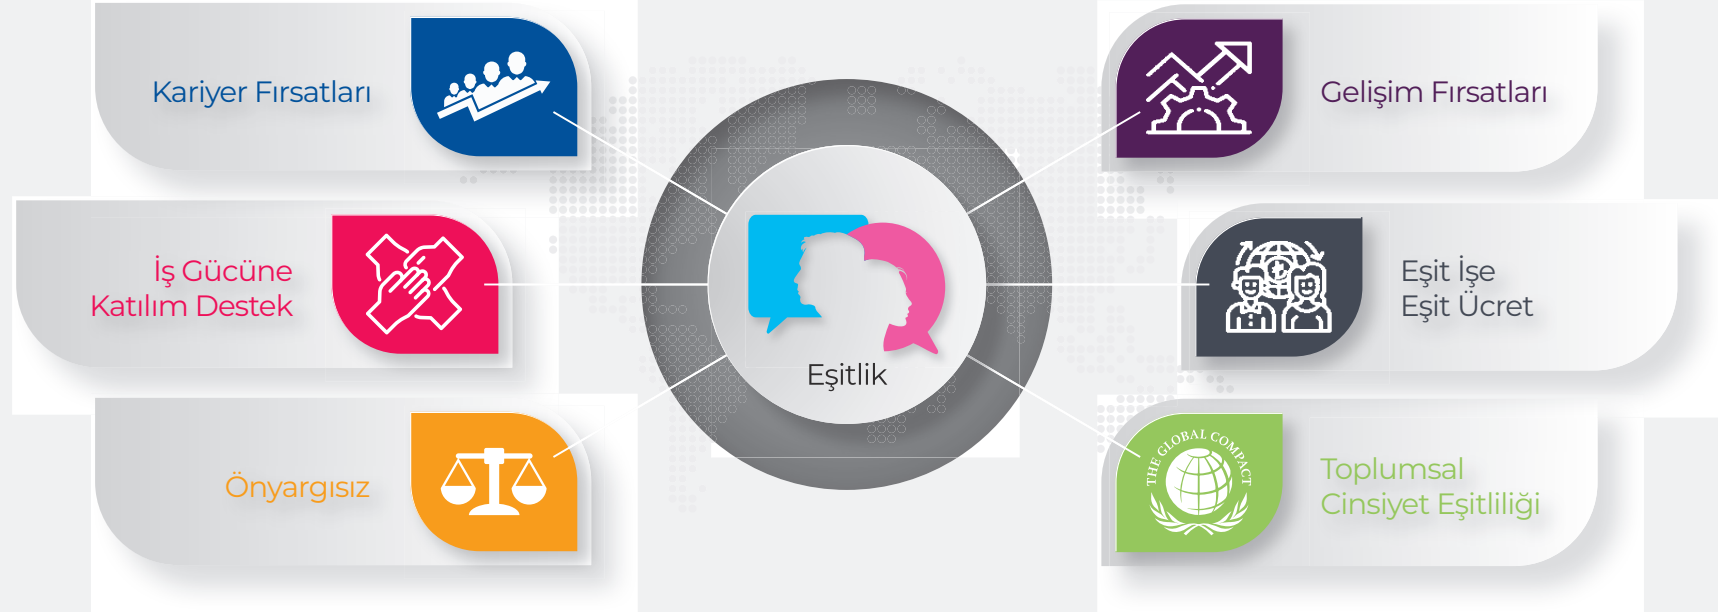 Kariyer Fırsatları
İş Gücüne
Katılım Destek
Önyargısız
Eşitlik
Gelişim Fırsatları
Eşit İşe
Eşit Ücret
THE GLOBAL COMPACT
Toplumsal
Cinsiyet Eşitliliği